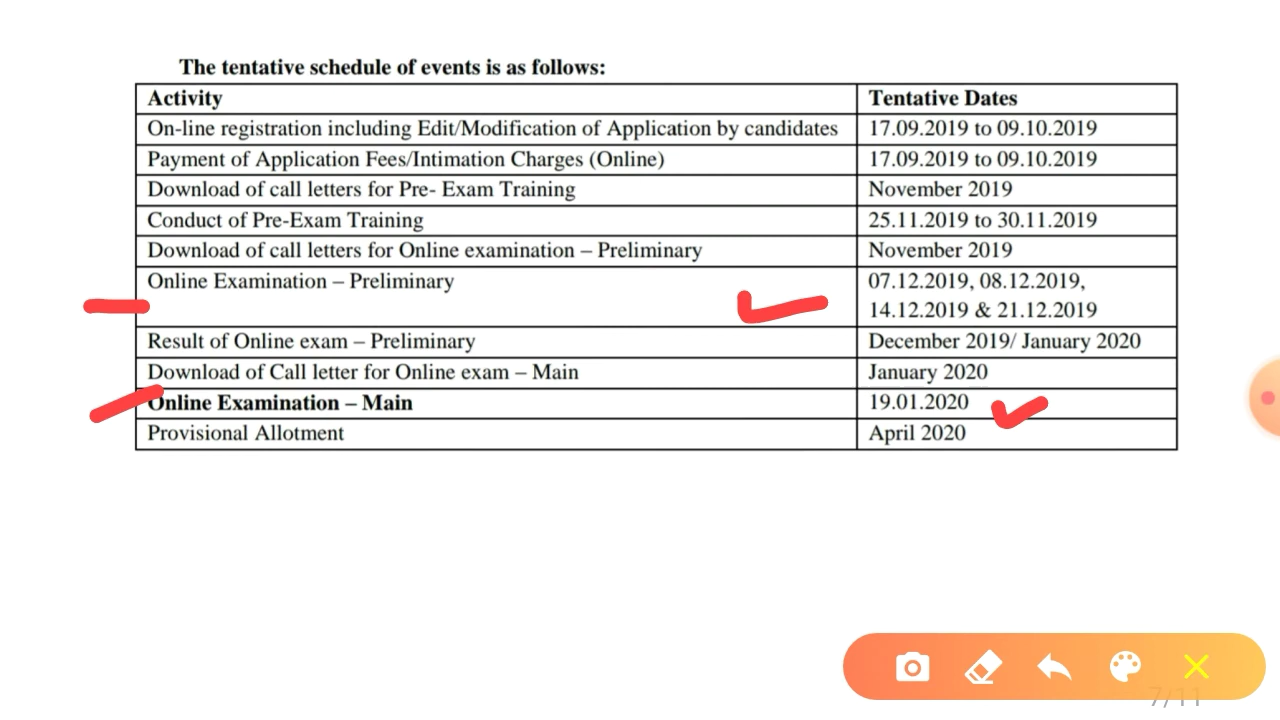 The tentative schedule of events is as follows:
Activity Tentative Dates
On-line registration including Edit/Modification of Application by candidates 17.09.2019 to 09.10.2019
Payment of Application Fees/Intimation Charges (Online) 17.09.2019 to 09.10.2019
Download of call letters for Pre- Exam Training November 2019
Conduct of Pre-Exam Training 25.11.2019 to 30.11.2019
Download of call letters for Online examination – Preliminary November 2019
Online Examination – Preliminary 07.12.2019, 08.12.2019,
14.12.2019 & 21.12.2019
Result of Online exam – Preliminary December 2019/ January 2020
Download of Call letter for Online exam – Main January 2020
Online Examination – Main 19.01.2020
Provisional Allotment April 2020
7/11